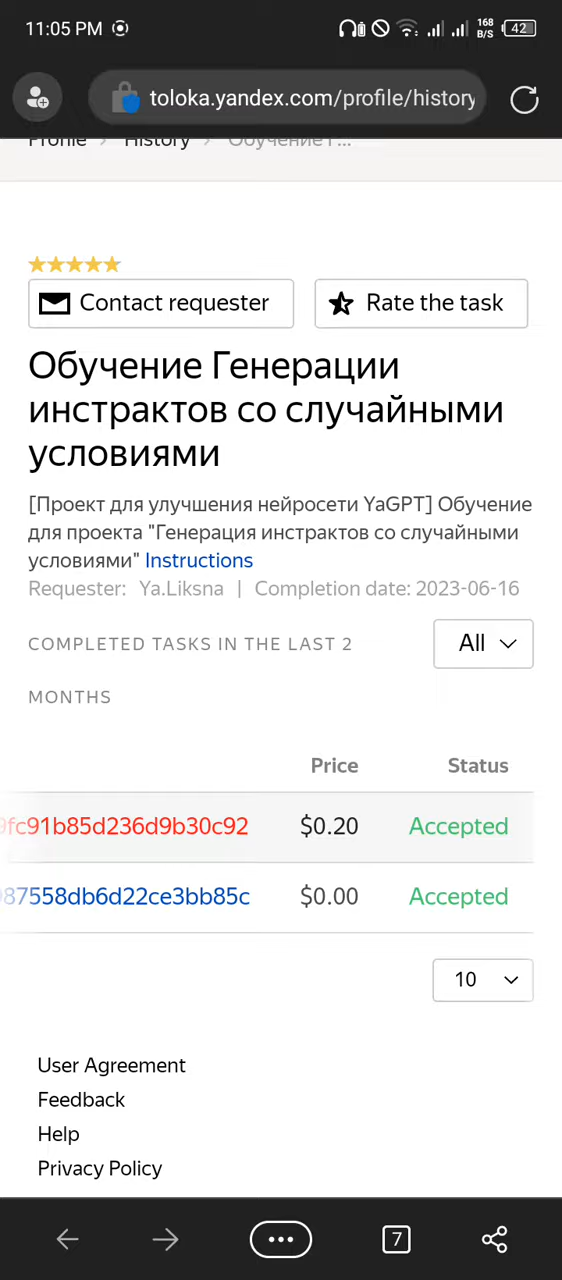 11:05 PM
168
B/S
42
toloka.yandex.com/profile/history
Profile > History > Обучение Г...
Contact requester
Rate the task
Обучение Генерации
инстрактов со случайными
условиями
[Проект для улучшения нейросети YaGPT] Обучение
для проекта "Генерация инстрактов со случайными
условиями" Instructions
Requester: Ya.Liksna | Completion date: 2023-06-16
COMPLETED TASKS IN THE LAST 2
MONTHS
All
Price Status
9fc91b85d236d9b30c92 $0.20 Accepted
87558db6d22ce3bb85c $0.00 Accepted
10
User Agreement
Feedback
Help
Privacy Policy
7